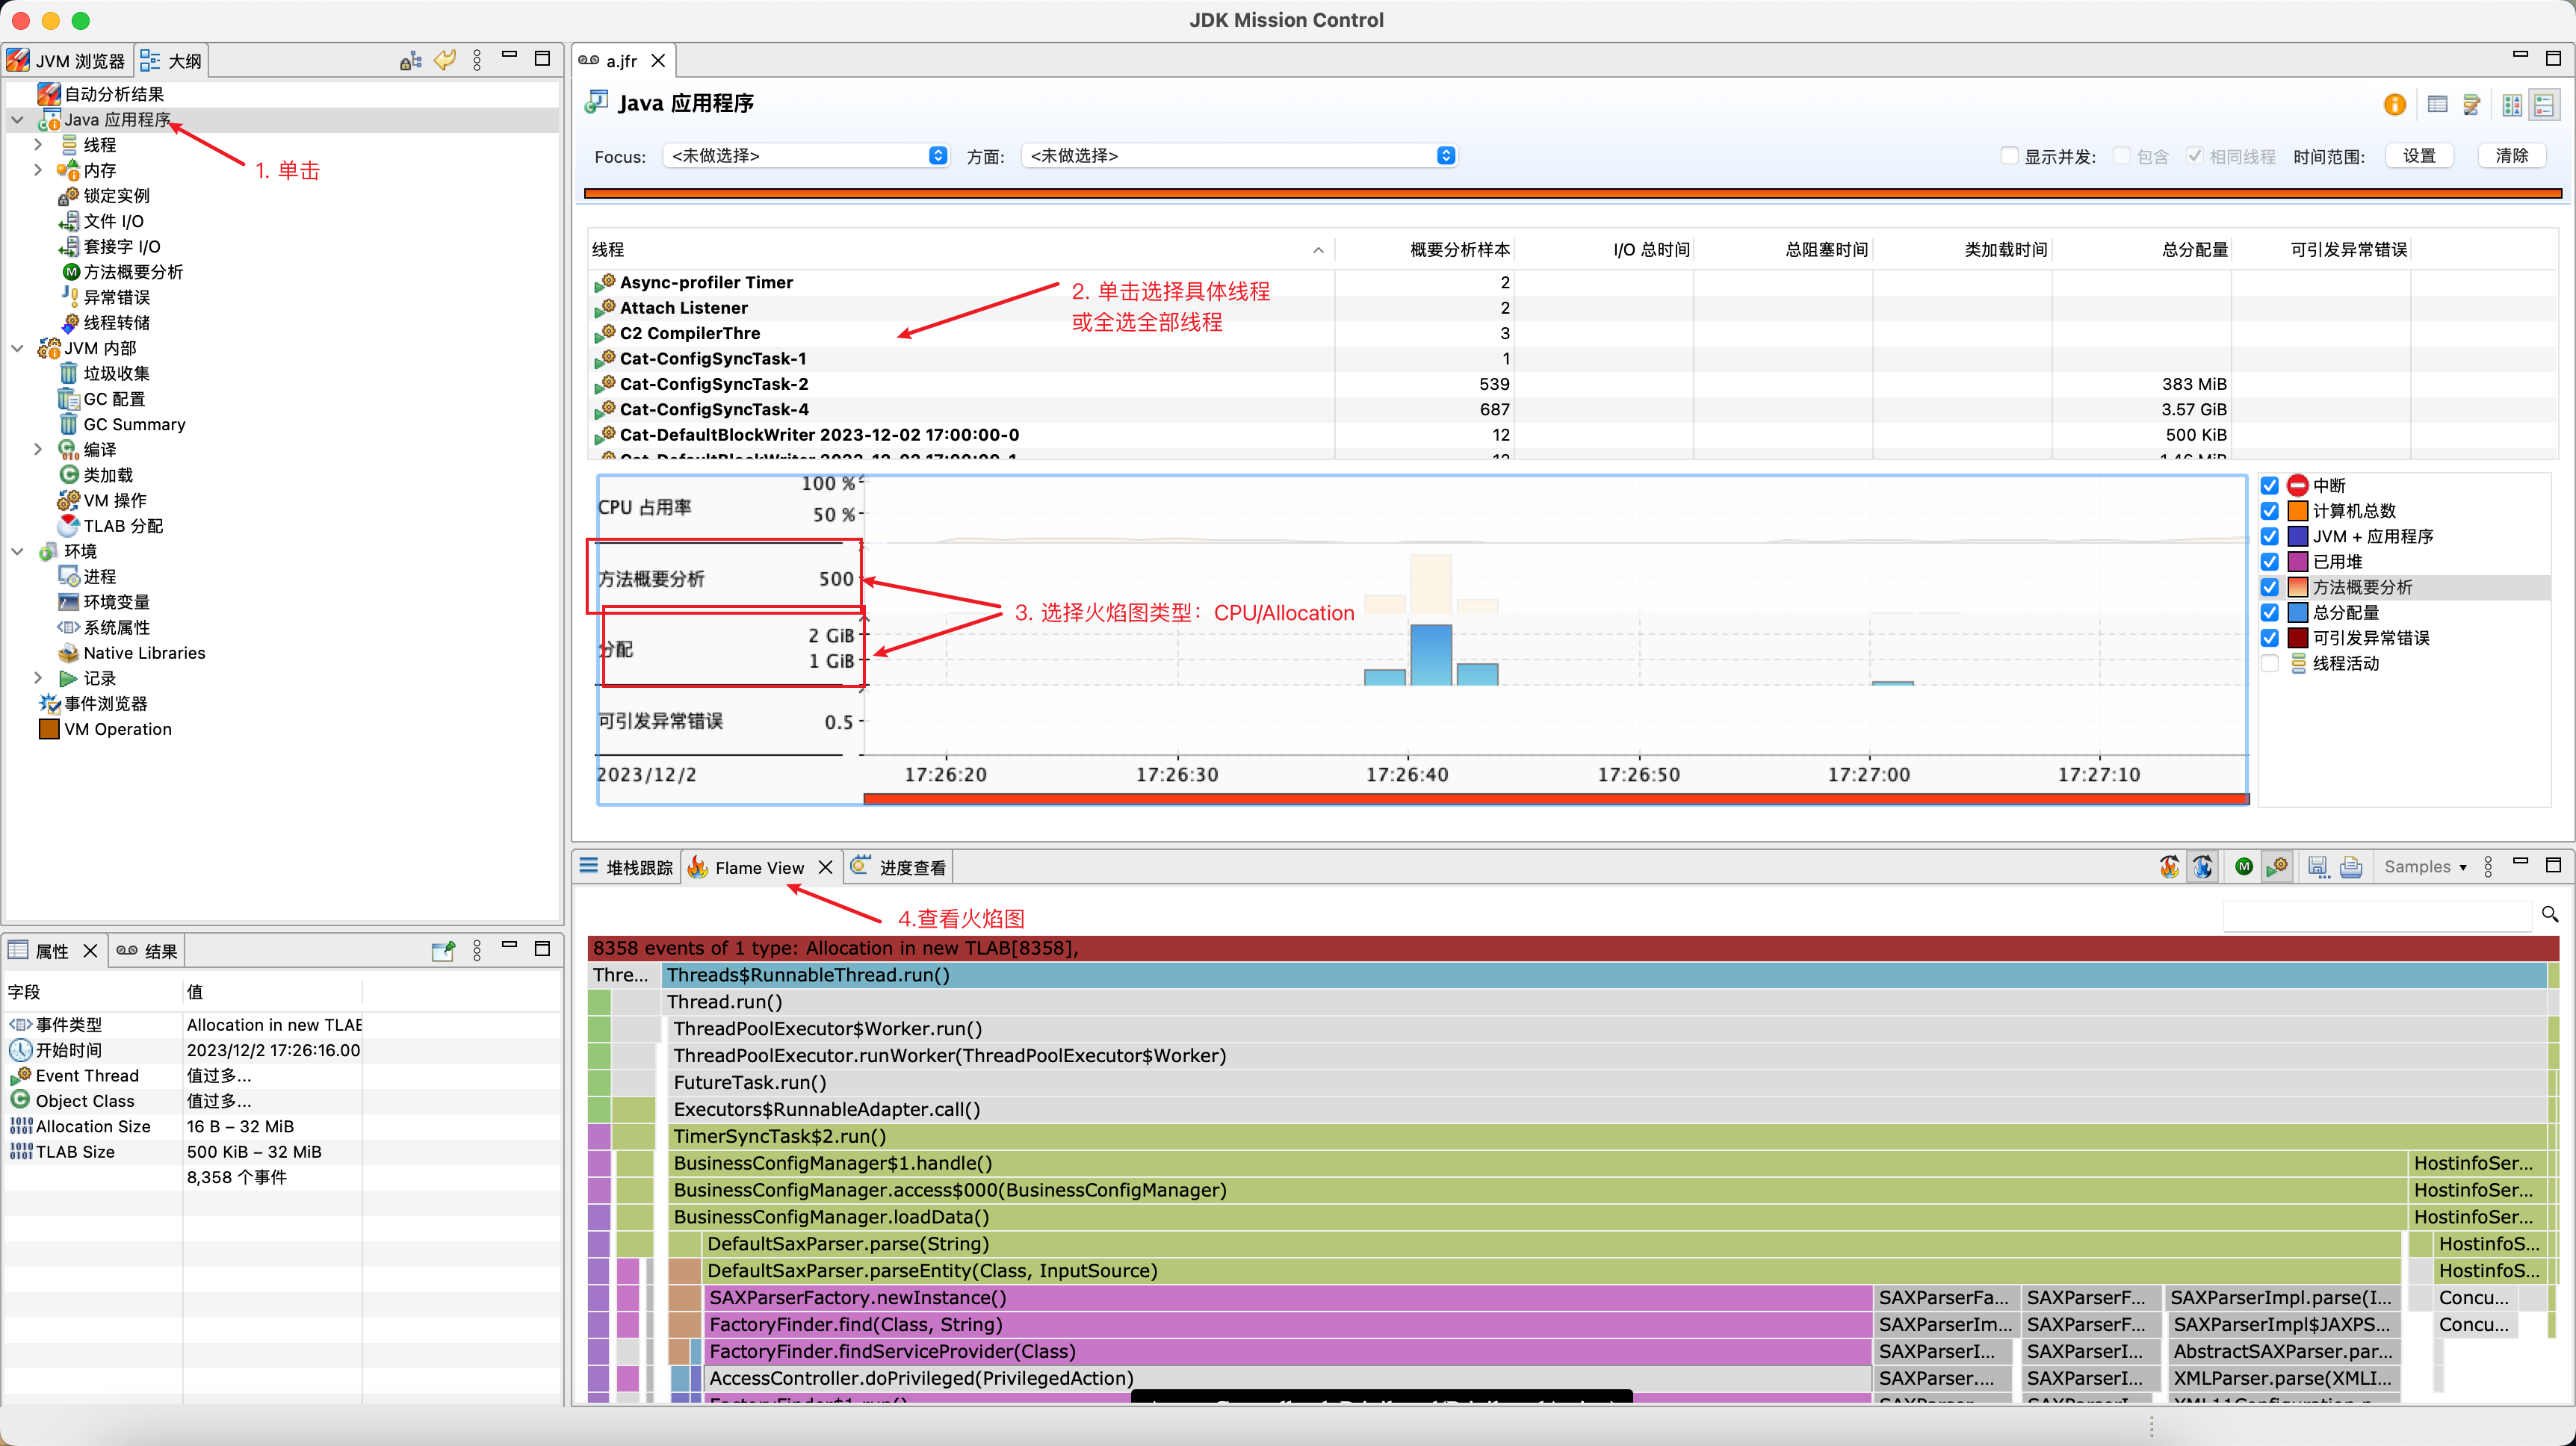 JDK Mission Control
JVM 浏览器
大纲
自动分析结果
Java 应用程序
线程
内存
锁定实例
文件 I/O
套接字 I/O
方法概要分析
异常错误
线程转储
JVM 内部
垃圾收集
GC 配置
GC Summary
编译
类加载
VM 操作
TLAB 分配
环境
进程
环境变量
系统属性
Native Libraries
记录
事件浏览器
VM Operation
1. 单击
属性
结果
字段 值
事件类型 Allocation in new TLAB
开始时间 2023/12/2 17:26:16.00
Event Thread 值过多...
Object Class 值过多...
Allocation Size 16 B – 32 MiB
TLAB Size 500 KiB – 32 MiB
8,358 个事件
a.jfr
Java 应用程序
Focus: <未做选择> 方面: <未做选择> 显示并发: 包含 相同线程 时间范围: 设置 清除
线程 概要分析样本 I/O 总时间 总阻塞时间 类加载时间 总分配量 可引发异常错误
Async-profiler Timer 2
Attach Listener 2
C2 CompilerThre 3
Cat-ConfigSyncTask-1 1
Cat-ConfigSyncTask-2 539 383 MiB
Cat-ConfigSyncTask-4 687 3.57 GiB
Cat-DefaultBlockWriter 2023-12-02 17:00:00-0 12 500 KiB
Cat-DefaultBlockWriter 2023-12-02 17:00:00-1 12 1.46 MiB
2. 单击选择具体线程
或全选全部线程
CPU 占用率 100 %
50 %
方法概要分析 500
分配 2 GiB
1 GiB
可引发异常错误 0.5
2023/12/2 17:26:20 17:26:30 17:26:40 17:26:50 17:27:00 17:27:10
3. 选择火焰图类型：CPU/Allocation
中断
计算机总数
JVM + 应用程序
已用堆
方法概要分析
总分配量
可引发异常错误
线程活动
堆栈跟踪
Flame View
进度查看
Samples
4.查看火焰图
8358 events of 1 type: Allocation in new TLAB[8358],
Thre... Threads$RunnableThread.run()
Thread.run()
ThreadPoolExecutor$Worker.run()
ThreadPoolExecutor.runWorker(ThreadPoolExecutor$Worker)
FutureTask.run()
Executors$RunnableAdapter.call()
TimerSyncTask$2.run()
BusinessConfigManager$1.handle() HostinfoSer...
BusinessConfigManager.access$000(BusinessConfigManager) HostinfoSer...
BusinessConfigManager.loadData() HostinfoSer...
DefaultSaxParser.parse(String) HostinfoS...
DefaultSaxParser.parseEntity(Class, InputSource) HostinfoS...
SAXParserFactory.newInstance() SAXParserFa... SAXParserF... SAXParserImpl.parse(I... Concu...
FactoryFinder.find(Class, String) SAXParserIm... SAXParserF... SAXParserImpl$JAXPS... Concu...
FactoryFinder.findServiceProvider(Class) SAXParserI... SAXParserI... AbstractSAXParser.par...
AccessController.doPrivileged(PrivilegedAction) SAXParser.... SAXParserI... XMLParser.parse(XMLI...
FactoryFinder$1.run()